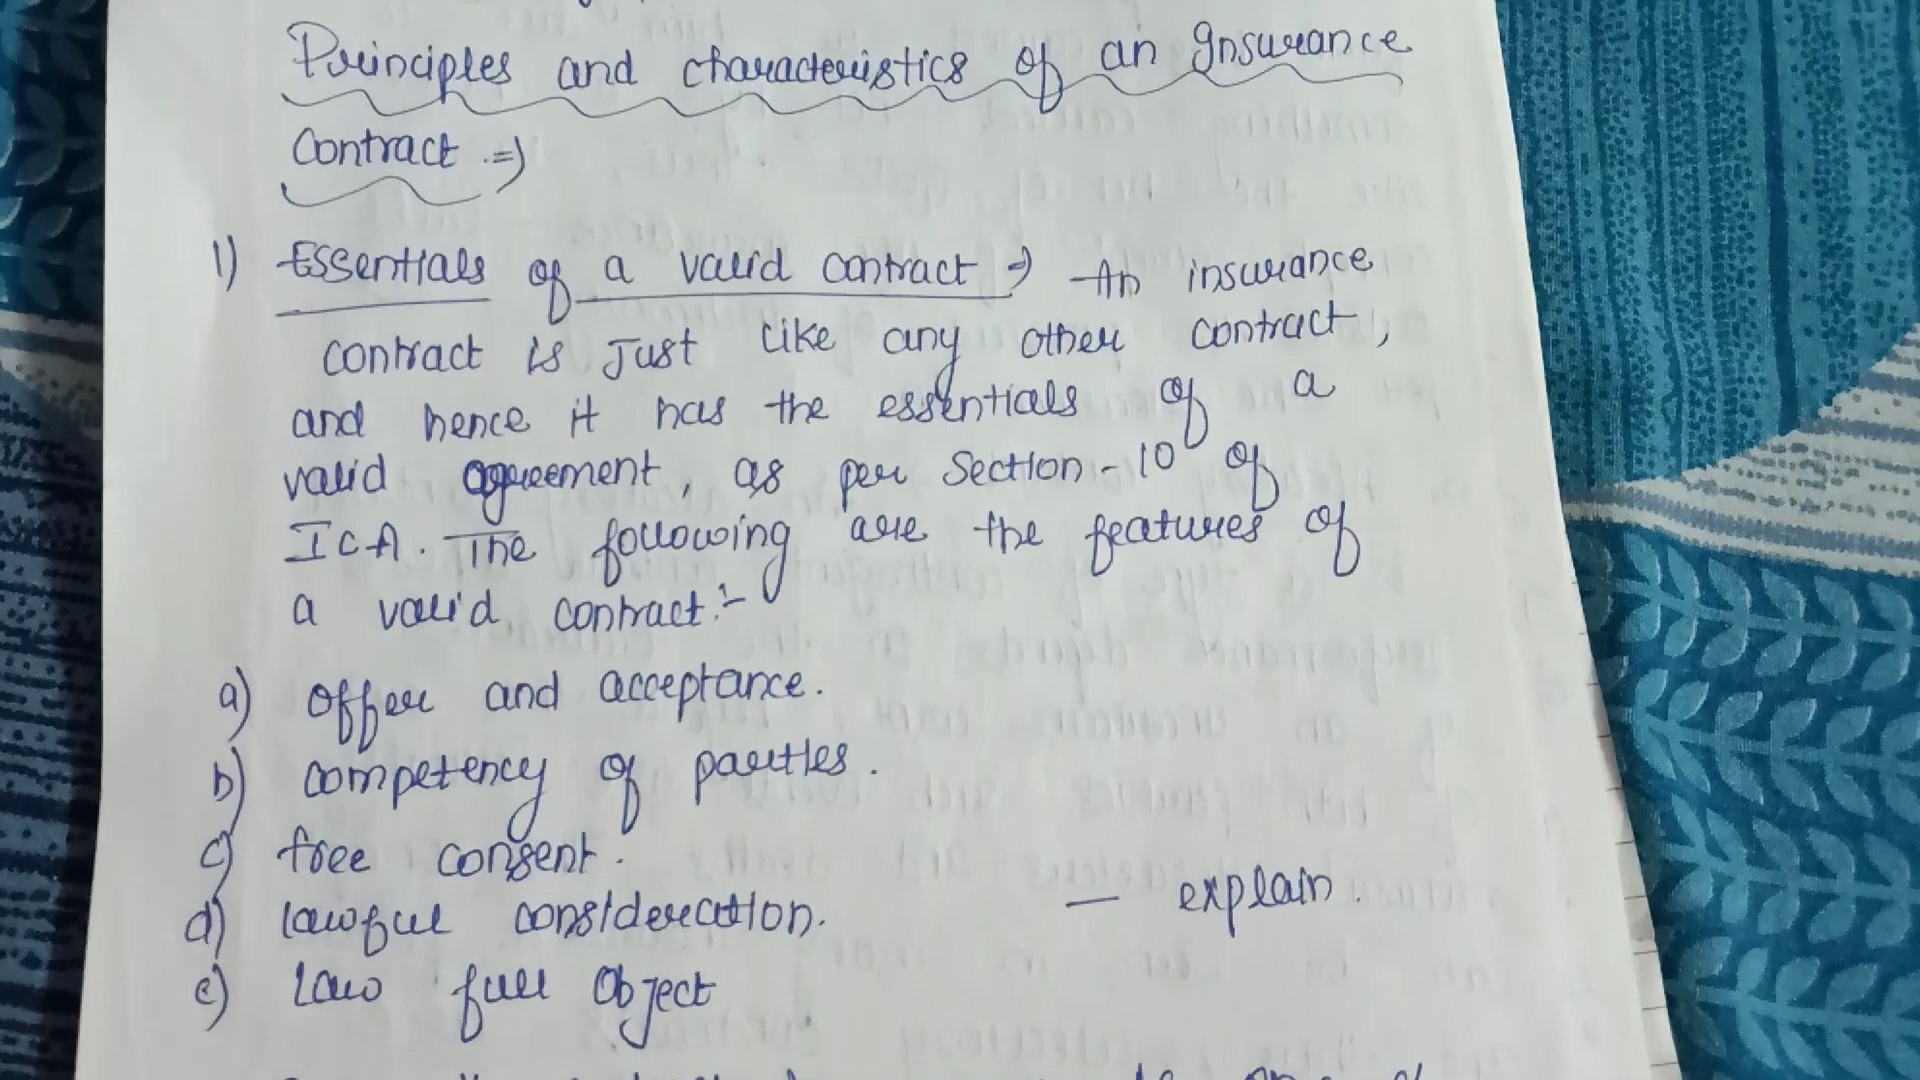 Principles and characteristics of an Insurance
Contract :=>
1) Essentials of a valid contract => An insurance
contract is Just like any other contract,
and hence it has the essentials of a
valid agreement, as per Section - 10 of
ICA. The following are the features of
a valid contract :-
a) offer and acceptance.
b) competency of parties.
c) free consent.
d) lawful consideration. — explain.
e) Law full Object